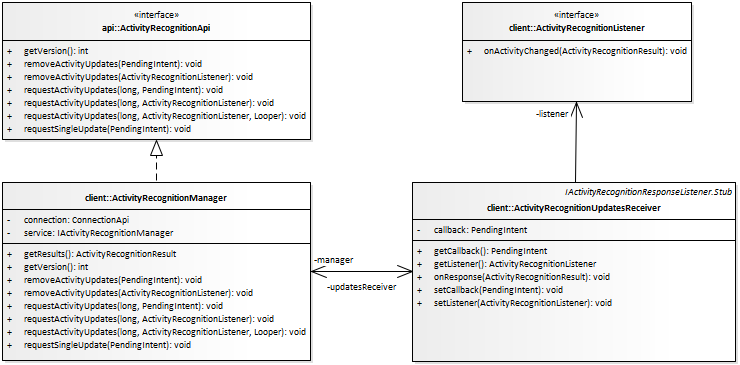 «interface»
api::ActivityRecognitionApi
+ getVersion(): int
+ removeActivityUpdates(PendingIntent): void
+ removeActivityUpdates(ActivityRecognitionListener): void
+ requestActivityUpdates(long, PendingIntent): void
+ requestActivityUpdates(long, ActivityRecognitionListener): void
+ requestActivityUpdates(long, ActivityRecognitionListener, Looper): void
+ requestSingleUpdate(PendingIntent): void
«interface»
client::ActivityRecognitionListener
+ onActivityChanged(ActivityRecognitionResult): void
-listener
client::ActivityRecognitionManager
- connection: ConnectionApi
- service: IActivityRecognitionManager
+ getResults(): ActivityRecognitionResult
+ getVersion(): int
+ removeActivityUpdates(PendingIntent): void
+ removeActivityUpdates(ActivityRecognitionListener): void
+ requestActivityUpdates(long, PendingIntent): void
+ requestActivityUpdates(long, ActivityRecognitionListener): void
+ requestActivityUpdates(long, ActivityRecognitionListener, Looper): void
+ requestSingleUpdate(PendingIntent): void
-manager
-updatesReceiver
IActivityRecognitionResponseListener.Stub
client::ActivityRecognitionUpdatesReceiver
- callback: PendingIntent
+ getCallback(): PendingIntent
+ getListener(): ActivityRecognitionListener
+ onResponse(ActivityRecognitionResult): void
+ setCallback(PendingIntent): void
+ setListener(ActivityRecognitionListener): void